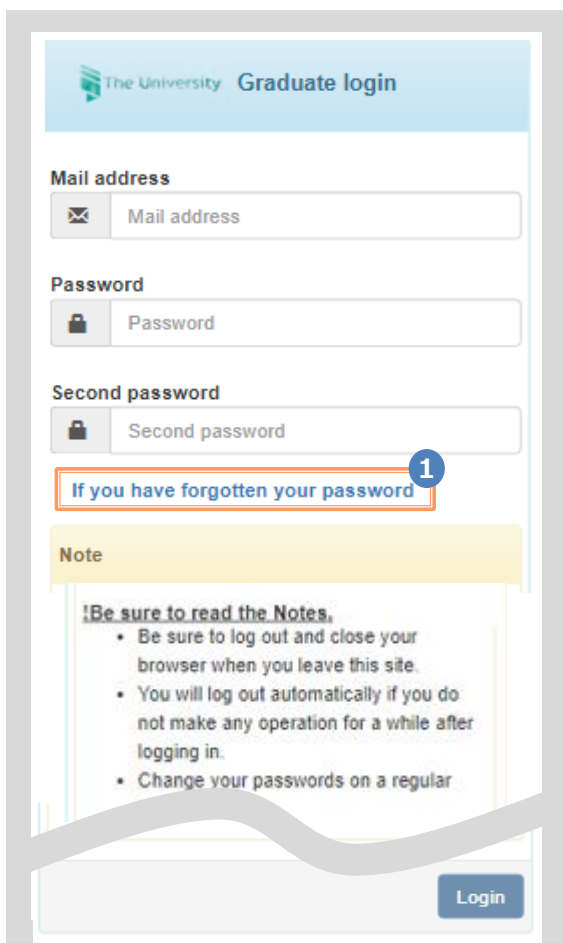 The University Graduate login
Mail address
Mail address
Password
Password
Second password
Second password
1
If you have forgotten your password
Note
!Be sure to read the Notes.
• Be sure to log out and close your
browser when you leave this site.
• You will log out automatically if you do
not make any operation for a while after
logging in.
• Change your passwords on a regular
Login